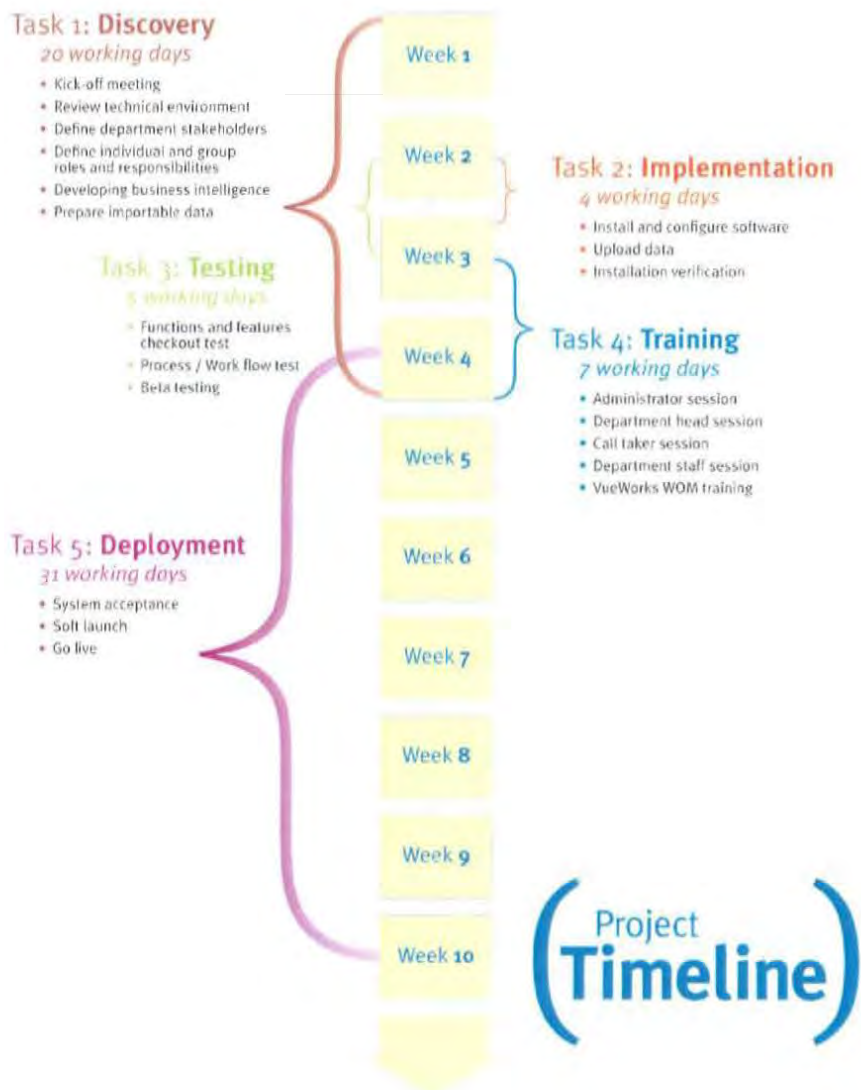 Task 1: Discovery
20 working days
• Kick-off meeting
• Review technical environment
• Define department stakeholders
• Define individual and group
roles and responsibilities
• Developing business intelligence
• Prepare importable data
Task 2: Implementation
4 working days
• Install and configure software
• Upload data
• Installation verification
Task 3: Testing
5 working days
• Functions and features
checkout test
• Process / Work flow test
• Beta testing
Task 4: Training
7 working days
• Administrator session
• Department head session
• Call taker session
• Department staff session
• VueWorks WOM training
Task 5: Deployment
31 working days
• System acceptance
• Soft launch
• Go live
Week 1
Week 2
Week 3
Week 4
Week 5
Week 6
Week 7
Week 8
Week 9
Week 10
Project
Timeline